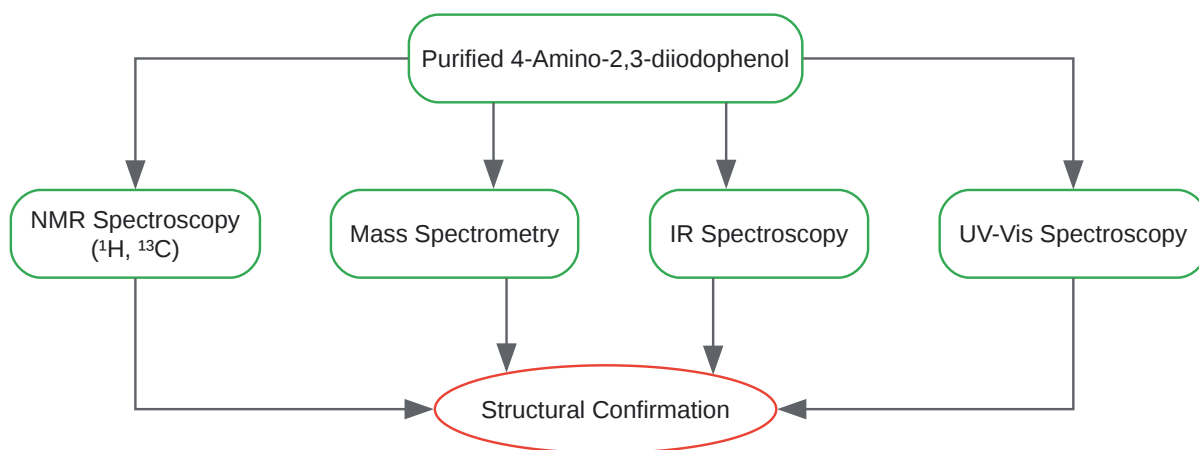 Purified 4-Amino-2,3-diiodophenol
NMR Spectroscopy
(¹H, ¹³C)
Mass Spectrometry
IR Spectroscopy
UV-Vis Spectroscopy
Structural Confirmation